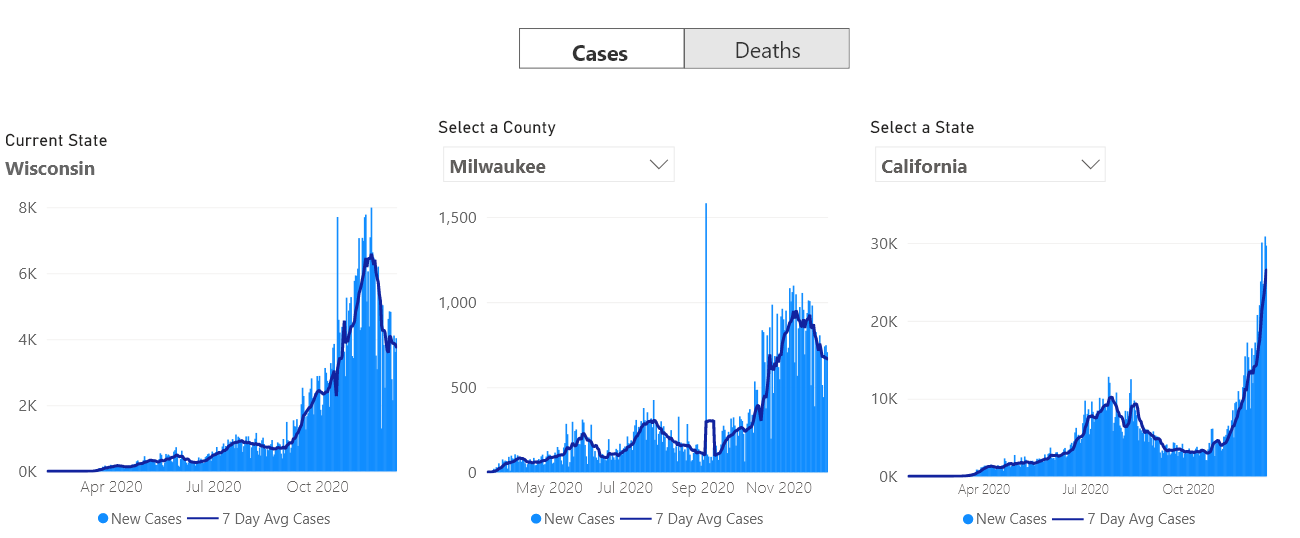 Cases
Deaths
Current State
Wisconsin
8K
6K
4K
2K
0K
Apr 2020 Jul 2020 Oct 2020
New Cases 7 Day Avg Cases
Select a County
Milwaukee
1,500
1,000
500
0
May 2020 Jul 2020 Sep 2020 Nov 2020
New Cases 7 Day Avg Cases
Select a State
California
30K
20K
10K
0K
Apr 2020 Jul 2020 Oct 2020
New Cases 7 Day Avg Cases